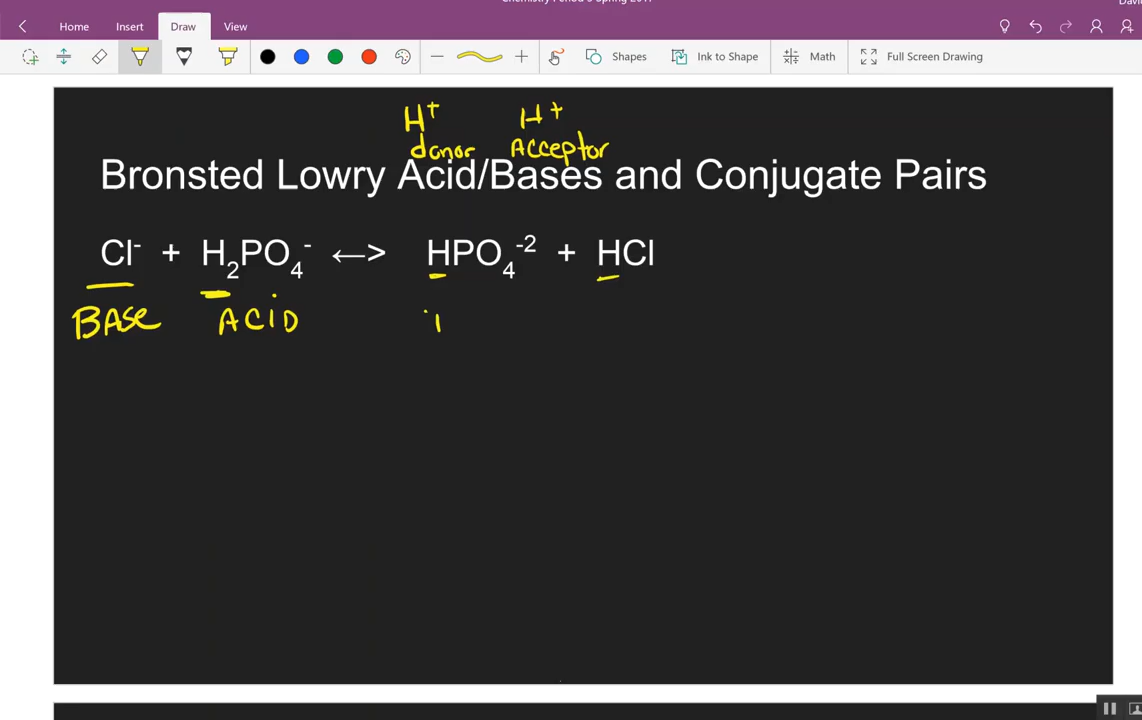 Home Insert Draw View
Shapes Ink to Shape Math Full Screen Drawing
H⁺ H⁺
donor Acceptor
Bronsted Lowry Acid/Bases and Conjugate Pairs
Cl⁻ + H₂PO₄⁻ <--> HPO₄⁻² + HCl
BASE ACiD